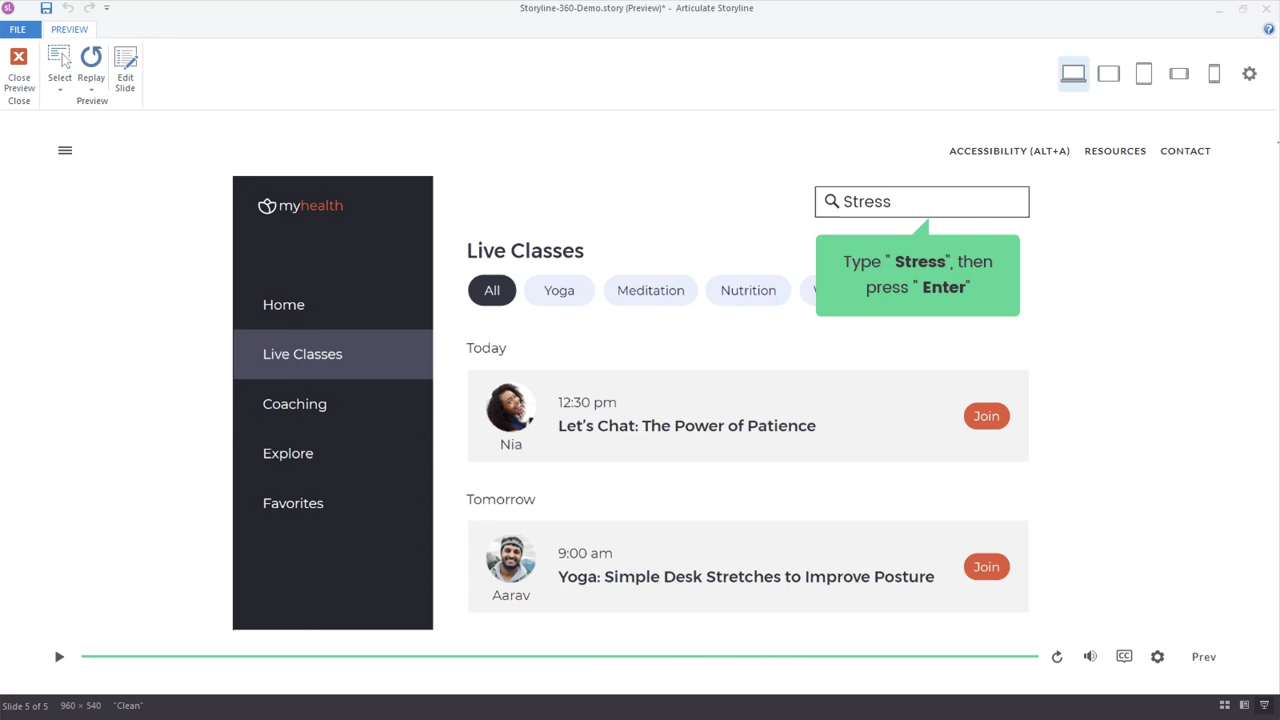 Storyline-360-Demo.story (Preview)* - Articulate Storyline
FILE
PREVIEW
Close Preview
Select
Replay
Edit Slide
Close
Preview
ACCESSIBILITY (ALT+A)
RESOURCES
CONTACT
myhealth
Home
Live Classes
Coaching
Explore
Favorites
Stress
Type " Stress", then
press " Enter"
Live Classes
All
Yoga
Meditation
Nutrition
Today
12:30 pm
Let's Chat: The Power of Patience
Nia
Join
Tomorrow
9:00 am
Yoga: Simple Desk Stretches to Improve Posture
Aarav
Join
CC
Prev
Slide 5 of 5
960 × 540
"Clean"